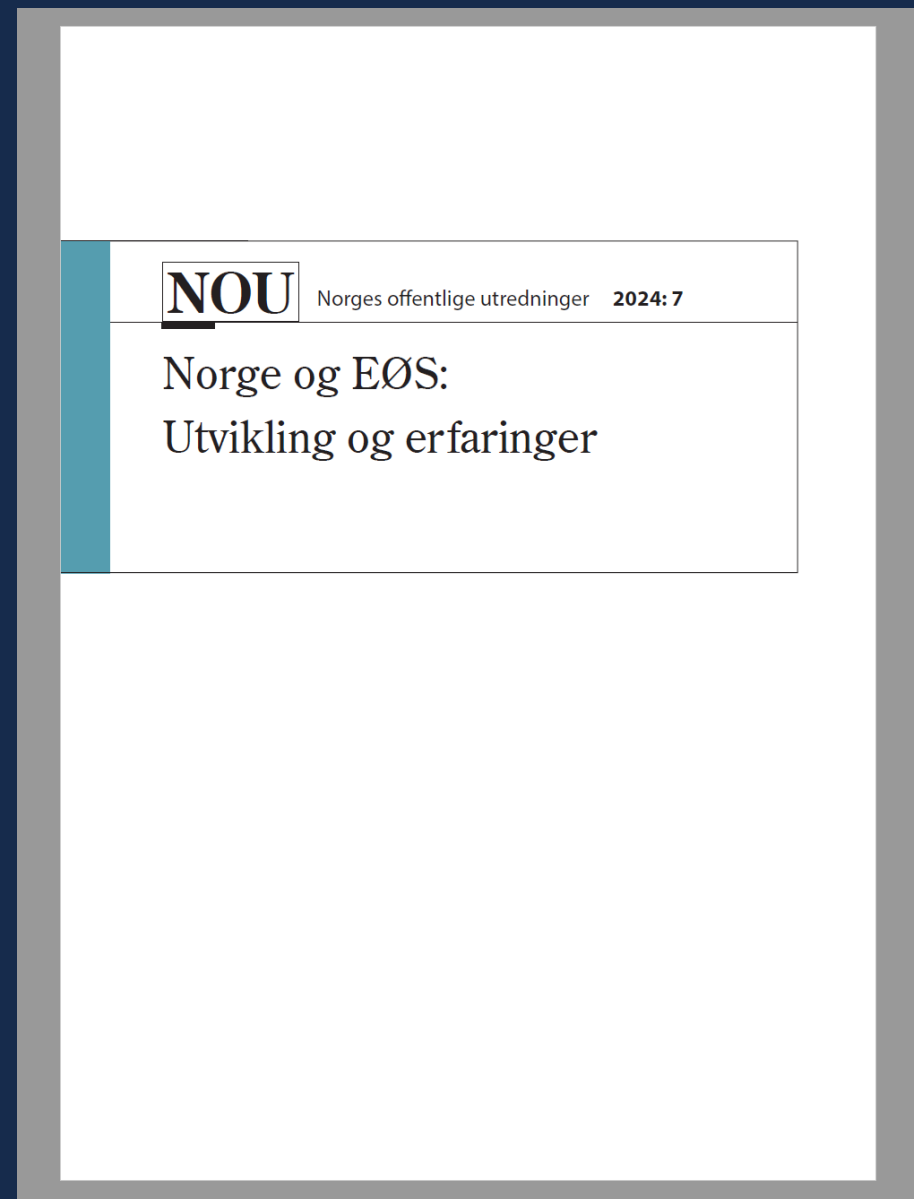 NOU Norges offentlige utredninger 2024: 7
Norge og EØS:
Utvikling og erfaringer